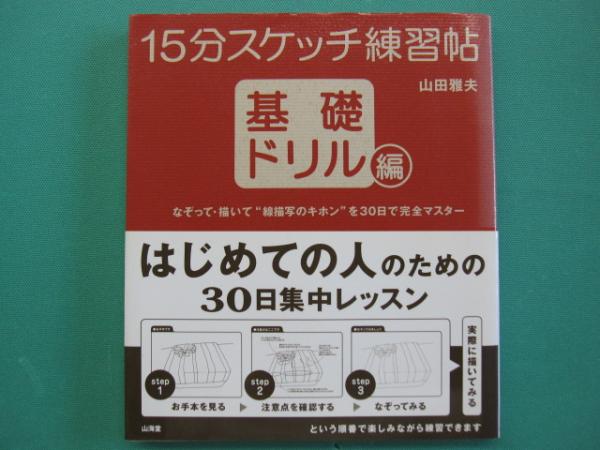 15分スケッチ練習帖
山田雅夫
基礎
ドリル
編
なぞって・描いて“線描写のキホン”を30日で完全マスター
はじめての人のための
30日集中レッスン
step 1
お手本を見る
step 2
注意点を確認する
step 3
なぞってみる
実際に描いてみる
という順番で楽しみながら練習できます
山海堂